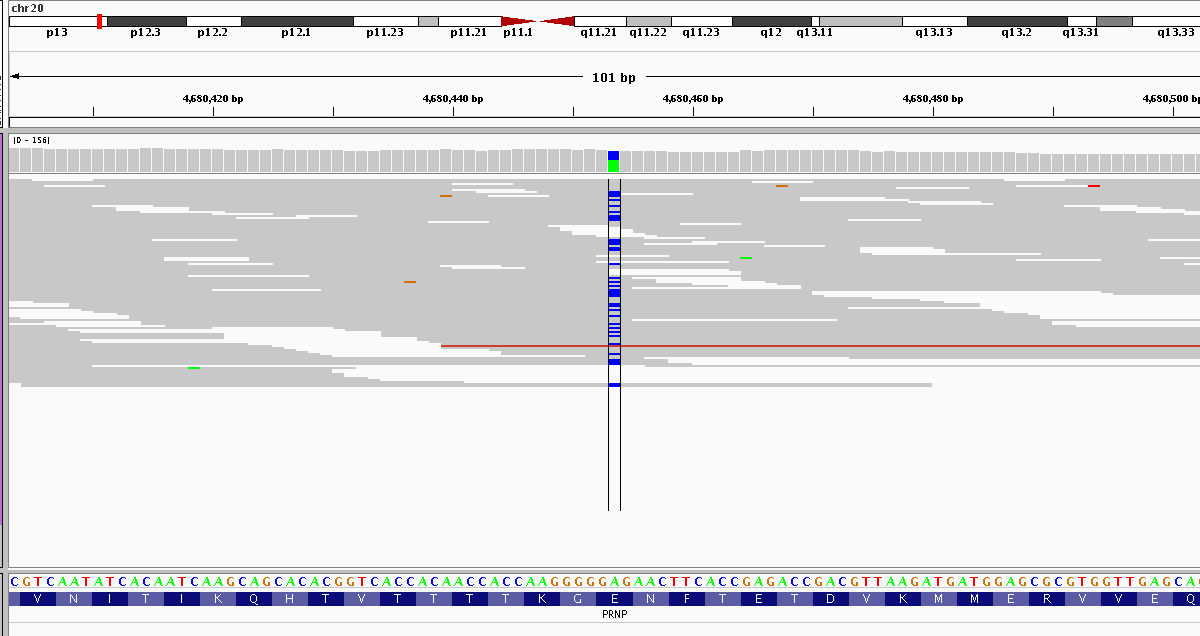 chr20
p13 p12.3 p12.2 p12.1 p11.23 p11.21 p11.1 q11.21 q11.22 q11.23 q12 q13.11 q13.13 q13.2 q13.31 q13.33
101 bp
4,680,420 bp 4,680,440 bp 4,680,460 bp 4,680,480 bp 4,680,500 bp
[0 - 156]
CGTCAATATCACAATCAAGCAGCACACGGTCACCACAACCACCAAGGGGGAGAACTTCACCGAGACCGACGTTAAGATGATGGAGCGCGTGGTTGAGCA
V N I T I K Q H T V T T T T K G E N F T E T D V K M M E R V V E Q
PRNP